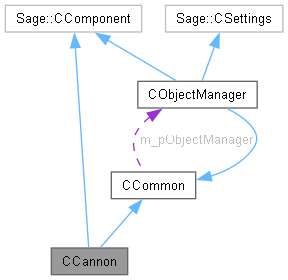 Sage::CComponent
Sage::CSettings
CObjectManager
m_pObjectManager
CCommon
CCannon